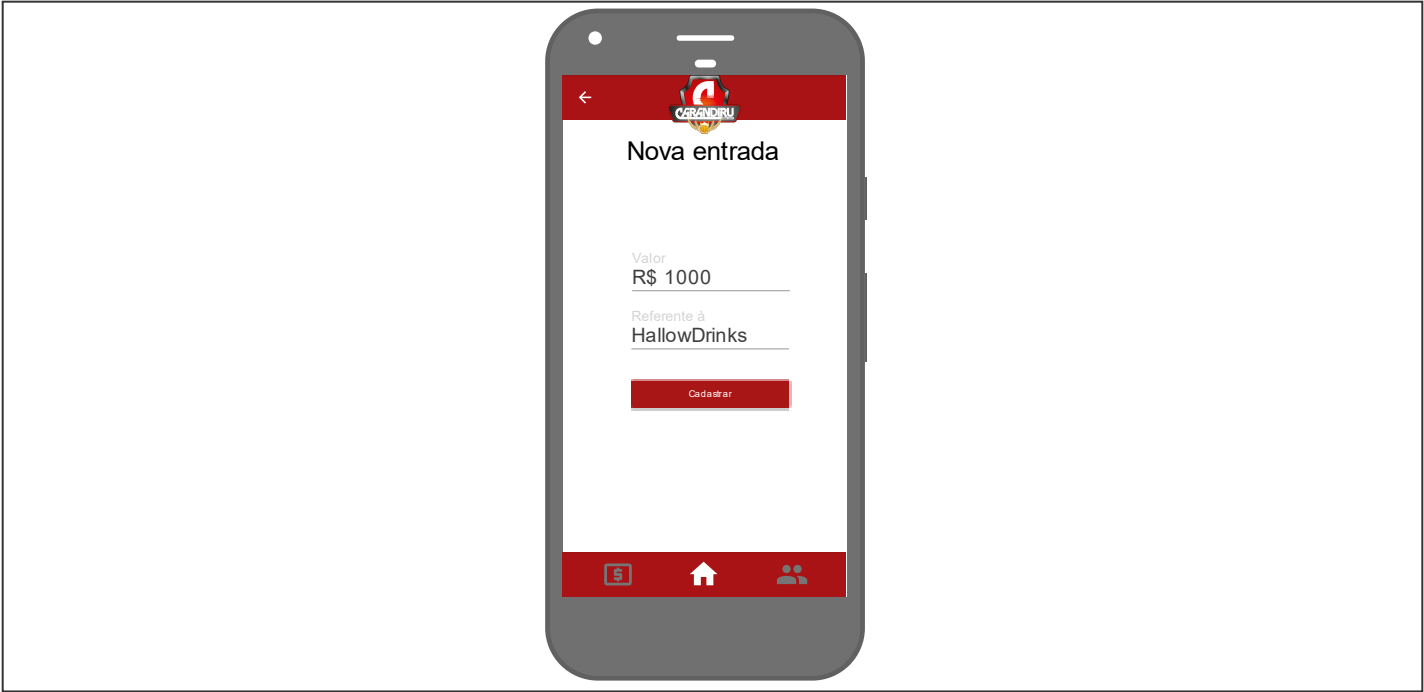 CARANDIRU
Nova entrada
Valor
R$ 1000
Referente à
HallowDrinks
Cadastrar
$